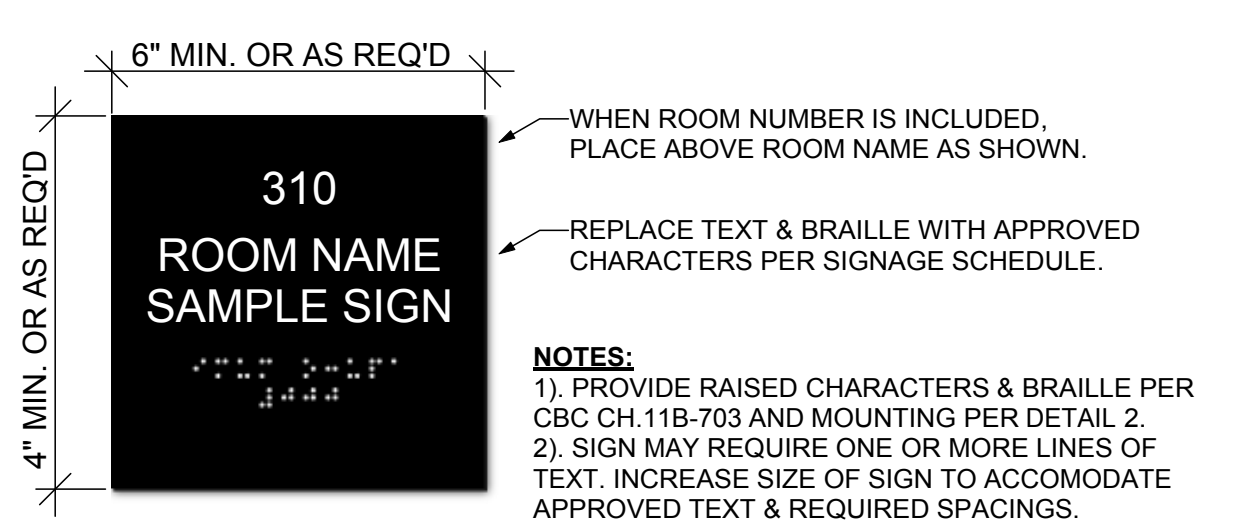 6" MIN. OR AS REQ'D
4" MIN. OR AS REQ'D
310
ROOM NAME
SAMPLE SIGN
WHEN ROOM NUMBER IS INCLUDED,
PLACE ABOVE ROOM NAME AS SHOWN.
REPLACE TEXT & BRAILLE WITH APPROVED
CHARACTERS PER SIGNAGE SCHEDULE.
NOTES:
1). PROVIDE RAISED CHARACTERS & BRAILLE PER
CBC CH.11B-703 AND MOUNTING PER DETAIL 2.
2). SIGN MAY REQUIRE ONE OR MORE LINES OF
TEXT. INCREASE SIZE OF SIGN TO ACCOMODATE
APPROVED TEXT & REQUIRED SPACINGS.